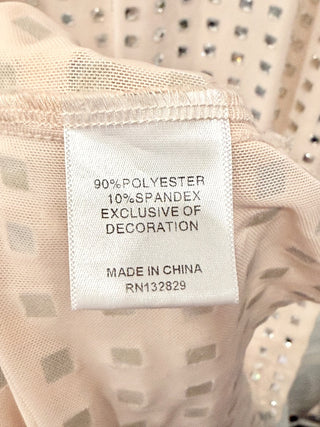 90%POLYESTER
10%SPANDEX
EXCLUSIVE OF
DECORATION
MADE IN CHINA
RN132829